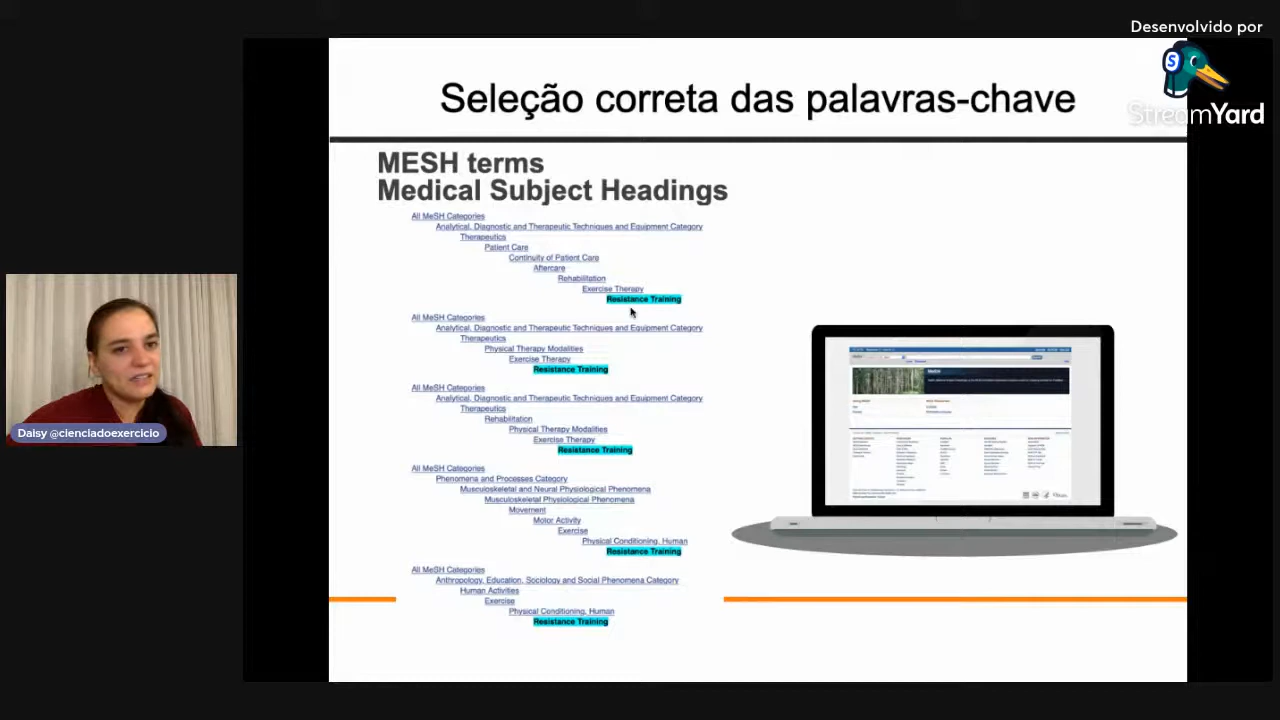 Desenvolvido por
StreamYard
Seleção correta das palavras-chave
MESH terms
Medical Subject Headings
All MeSH Categories
Analytical, Diagnostic and Therapeutic Techniques and Equipment Category
Therapeutics
Patient Care
Continuity of Patient Care
Aftercare
Rehabilitation
Exercise Therapy
Resistance Training
All MeSH Categories
Analytical, Diagnostic and Therapeutic Techniques and Equipment Category
Therapeutics
Physical Therapy Modalities
Exercise Therapy
Resistance Training
All MeSH Categories
Analytical, Diagnostic and Therapeutic Techniques and Equipment Category
Therapeutics
Rehabilitation
Physical Therapy Modalities
Exercise Therapy
Resistance Training
All MeSH Categories
Phenomena and Processes Category
Musculoskeletal and Neural Physiological Phenomena
Musculoskeletal Physiological Phenomena
Movement
Motor Activity
Exercise
Physical Conditioning, Human
Resistance Training
All MeSH Categories
Anthropology, Education, Sociology and Social Phenomena Category
Human Activities
Exercise
Physical Conditioning, Human
Resistance Training
Daisy @cienciadoexercicio